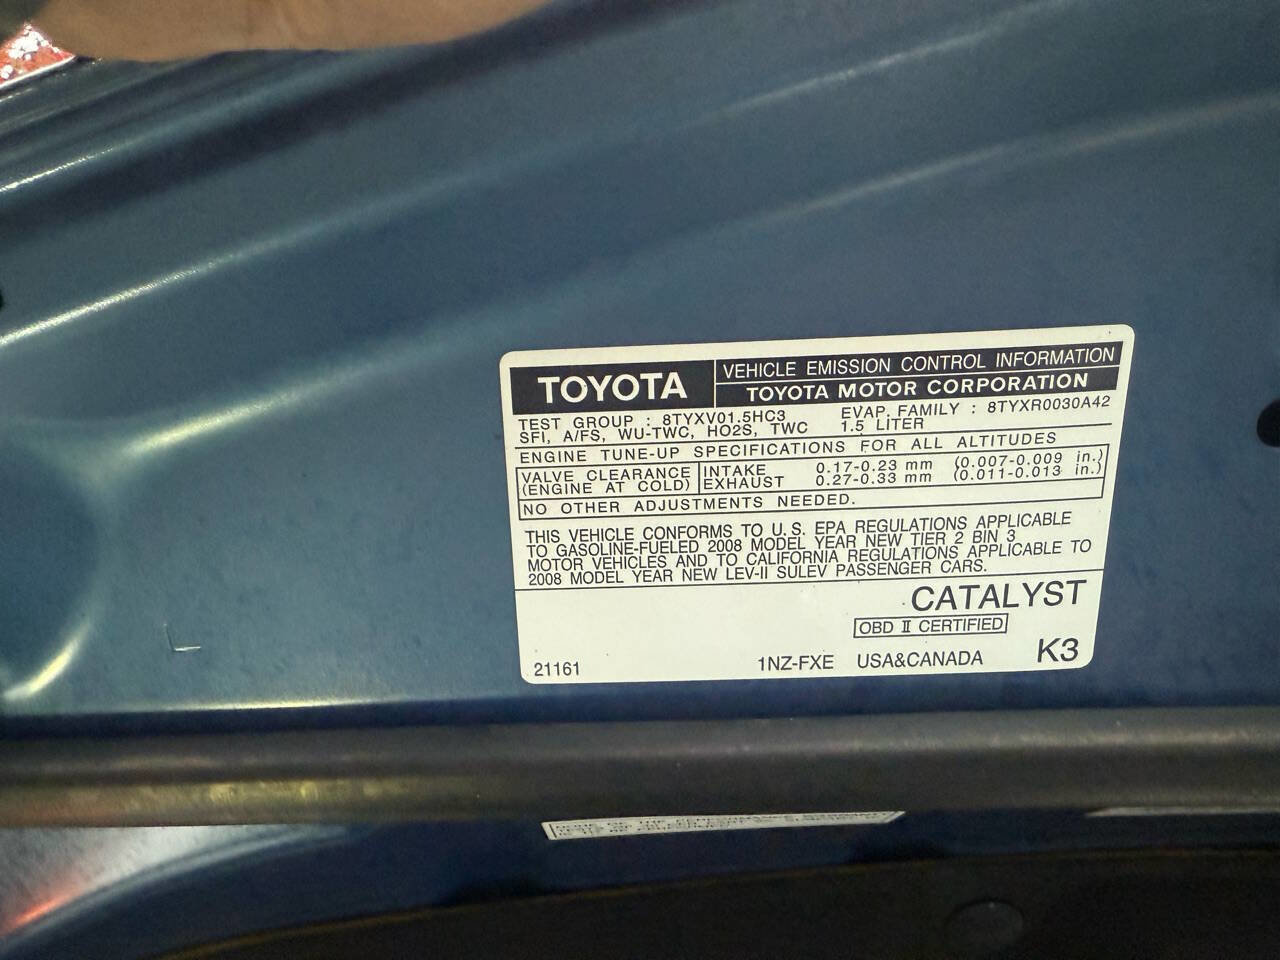 TOYOTA
VEHICLE EMISSION CONTROL INFORMATION
TOYOTA MOTOR CORPORATION
TEST GROUP : 8TYXV01.5HC3 EVAP. FAMILY : 8TYXR0030A42
SFI, A/FS, WU-TWC, HO2S, TWC 1.5 LITER
ENGINE TUNE-UP SPECIFICATIONS FOR ALL ALTITUDES
VALVE CLEARANCE INTAKE 0.17-0.23 mm (0.007-0.009 in.)
(ENGINE AT COLD) EXHAUST 0.27-0.33 mm (0.011-0.013 in.)
NO OTHER ADJUSTMENTS NEEDED.
THIS VEHICLE CONFORMS TO U.S. EPA REGULATIONS APPLICABLE
TO GASOLINE-FUELED 2008 MODEL YEAR NEW TIER 2 BIN 3
MOTOR VEHICLES AND TO CALIFORNIA REGULATIONS APPLICABLE TO
2008 MODEL YEAR NEW LEV-II SULEV PASSENGER CARS.
CATALYST
OBD II CERTIFIED
21161 1NZ-FXE USA&CANADA K3